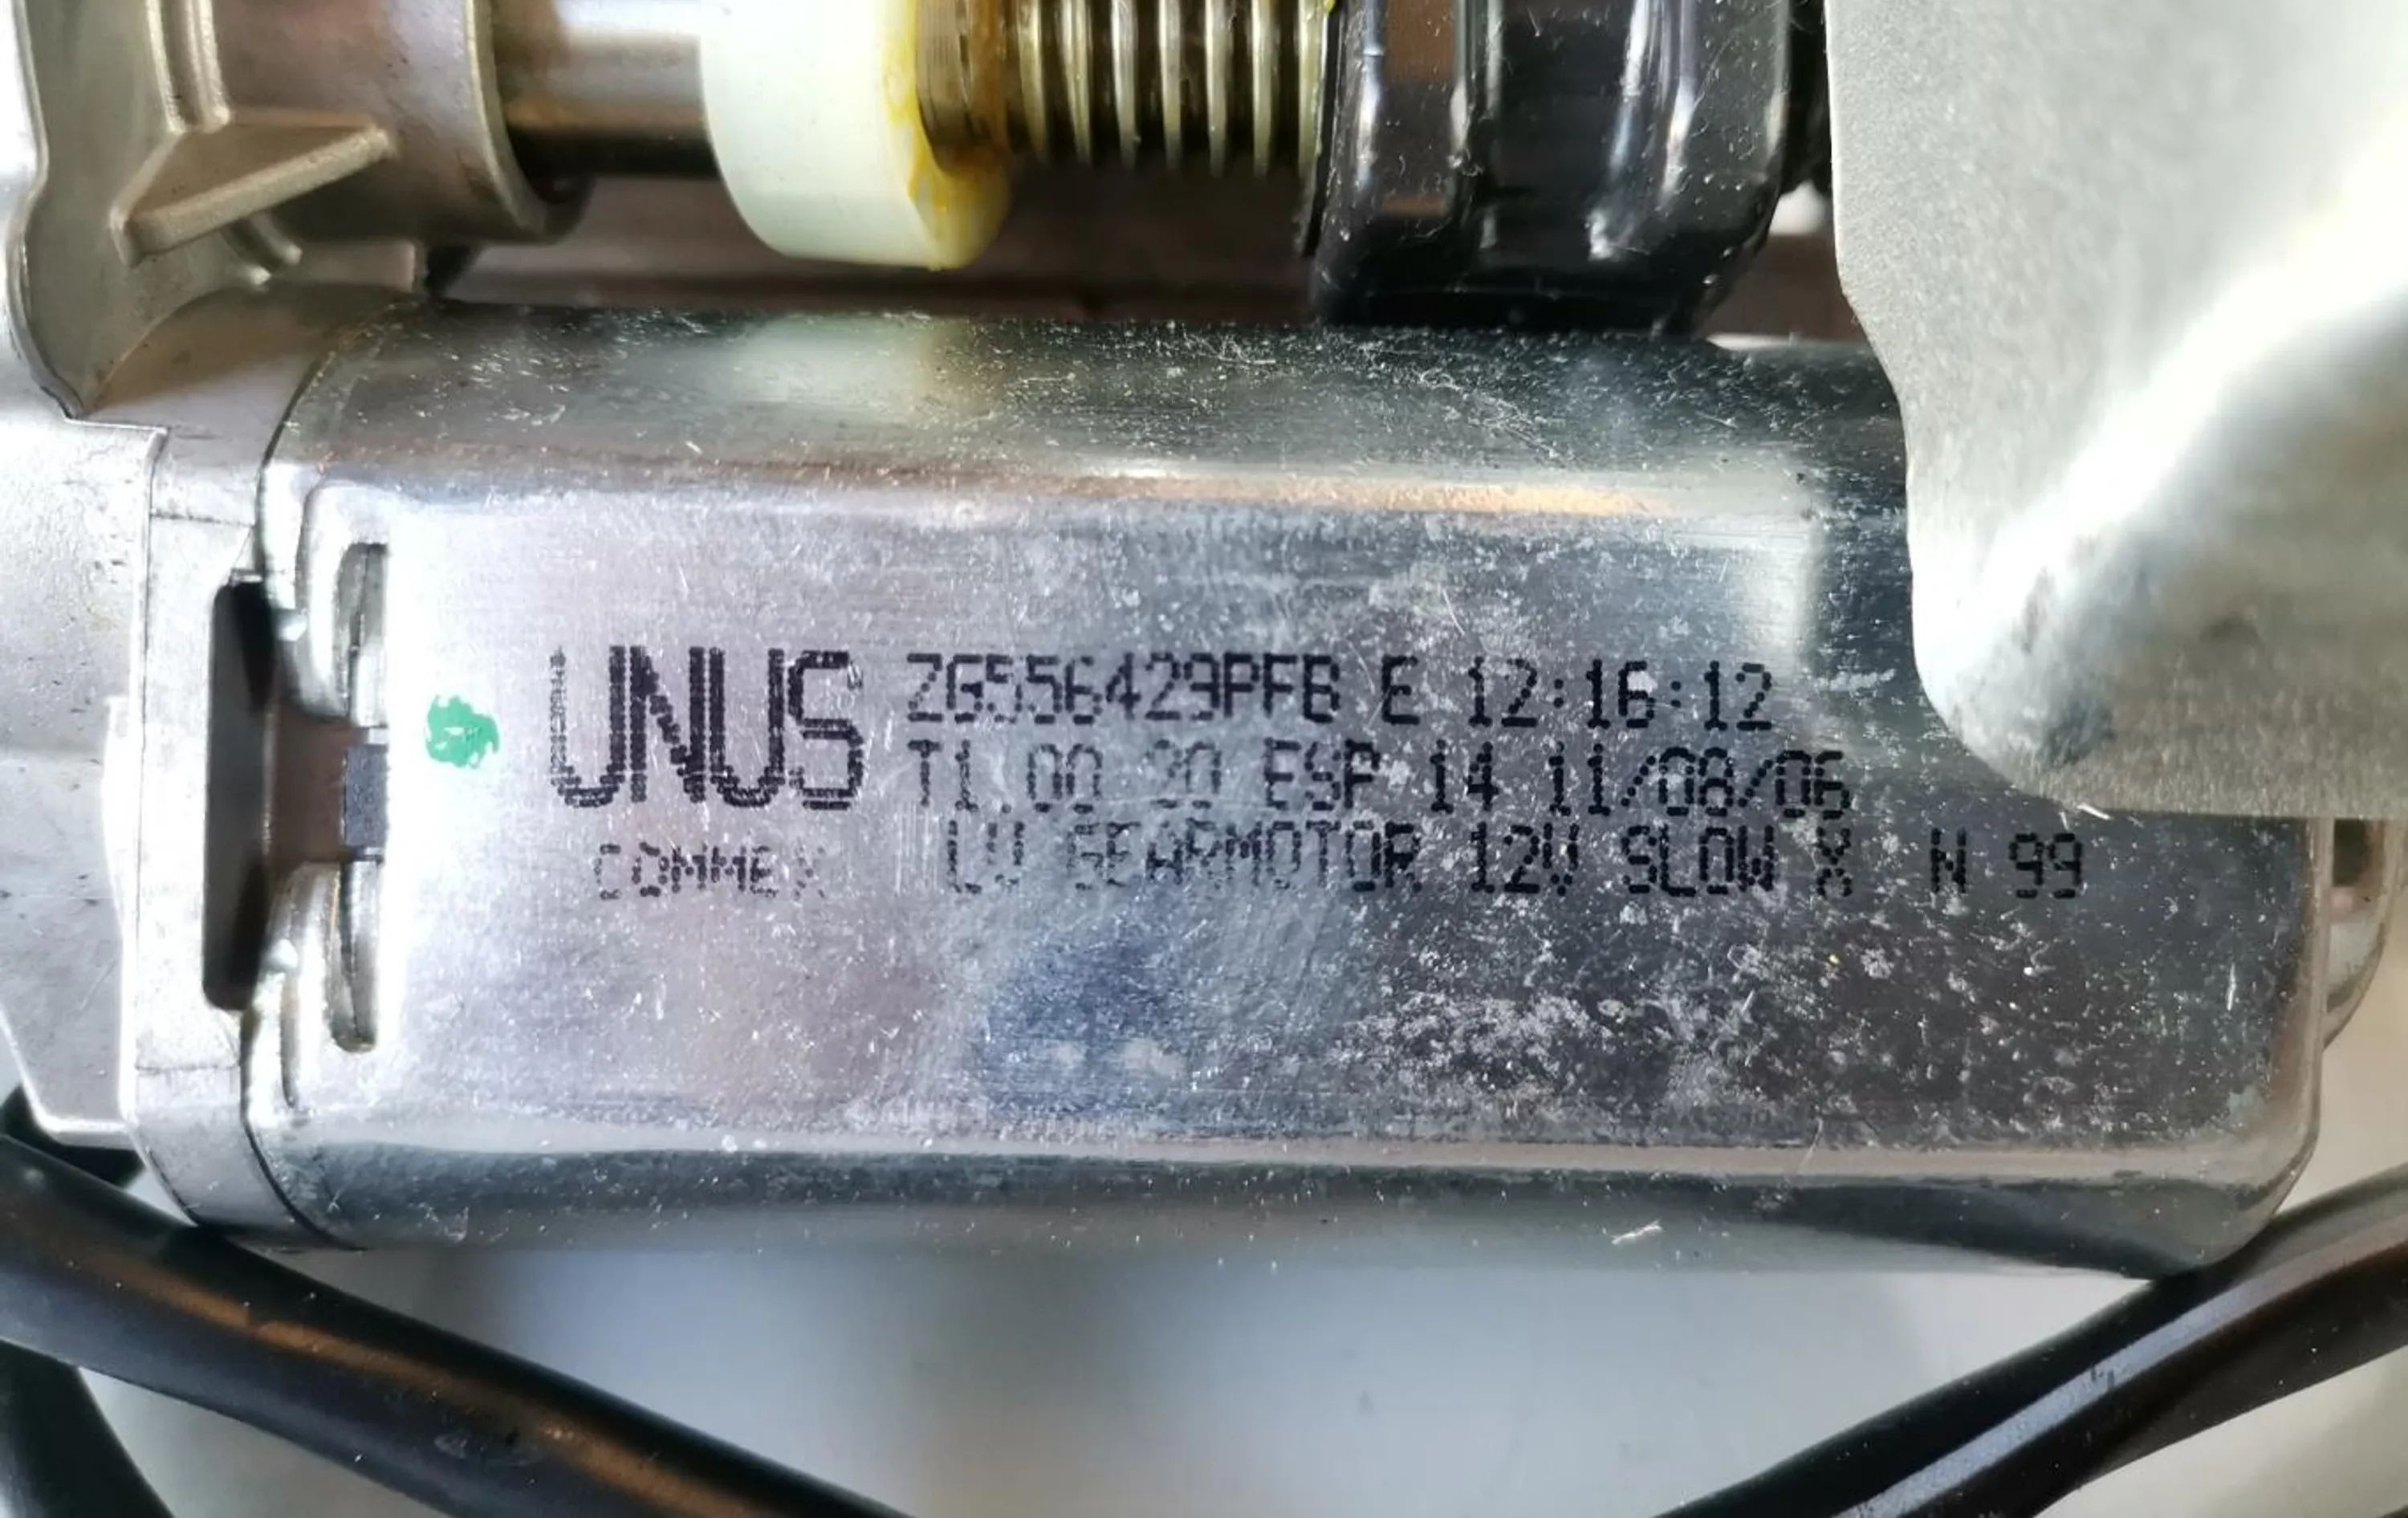 UNUS ZG556429PFB E 12:16:12
T1.00 20 ESP 14 11/08/06
COMMEX LV GEARMOTOR 12V SLOW X N 99